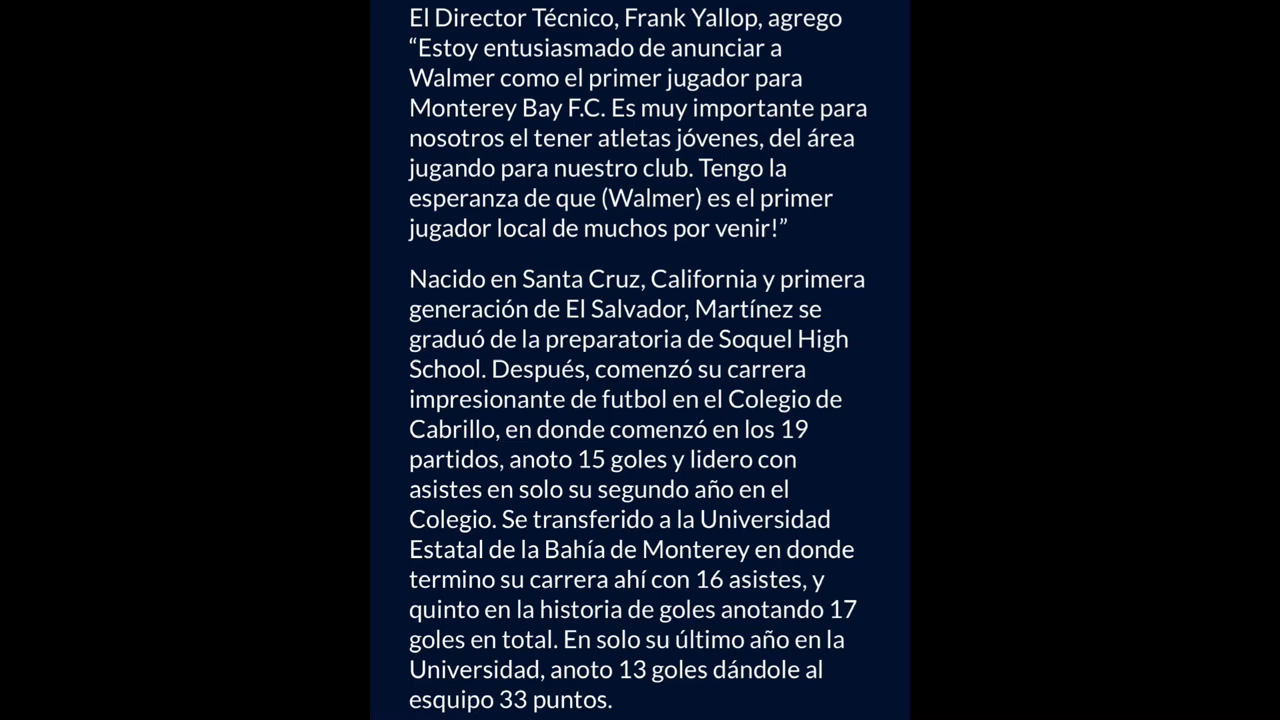 El Director Técnico, Frank Yallop, agrego
“Estoy entusiasmado de anunciar a
Walmer como el primer jugador para
Monterey Bay F.C. Es muy importante para
nosotros el tener atletas jóvenes, del área
jugando para nuestro club. Tengo la
esperanza de que (Walmer) es el primer
jugador local de muchos por venir!”
Nacido en Santa Cruz, California y primera
generación de El Salvador, Martínez se
graduó de la preparatoria de Soquel High
School. Después, comenzó su carrera
impresionante de futbol en el Colegio de
Cabrillo, en donde comenzó en los 19
partidos, anoto 15 goles y lidero con
asistes en solo su segundo año en el
Colegio. Se transferido a la Universidad
Estatal de la Bahía de Monterey en donde
termino su carrera ahí con 16 asistes, y
quinto en la historia de goles anotando 17
goles en total. En solo su último año en la
Universidad, anoto 13 goles dándole al
esquipo 33 puntos.